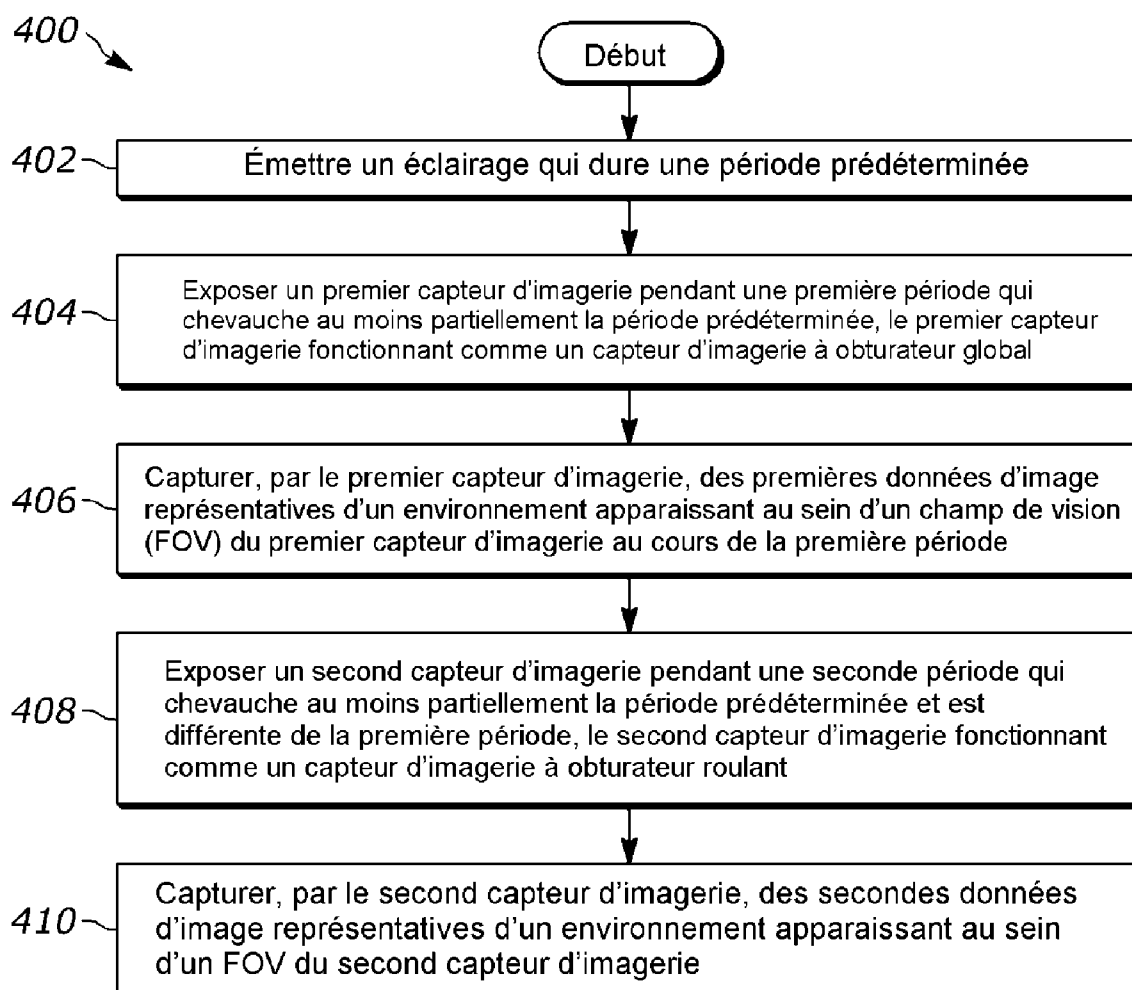 400
Début
402
Émettre un éclairage qui dure une période prédéterminée
404
Exposer un premier capteur d'imagerie pendant une première période qui
chevauche au moins partiellement la période prédéterminée, le premier capteur
d'imagerie fonctionnant comme un capteur d'imagerie à obturateur global
406
Capturer, par le premier capteur d'imagerie, des premières données d'image
représentatives d'un environnement apparaissant au sein d'un champ de vision
(FOV) du premier capteur d'imagerie au cours de la première période
408
Exposer un second capteur d'imagerie pendant une seconde période qui
chevauche au moins partiellement la période prédéterminée et est
différente de la première période, le second capteur d'imagerie fonctionnant
comme un capteur d'imagerie à obturateur roulant
410
Capturer, par le second capteur d'imagerie, des secondes données
d'image représentatives d'un environnement apparaissant au sein
d'un FOV du second capteur d'imagerie